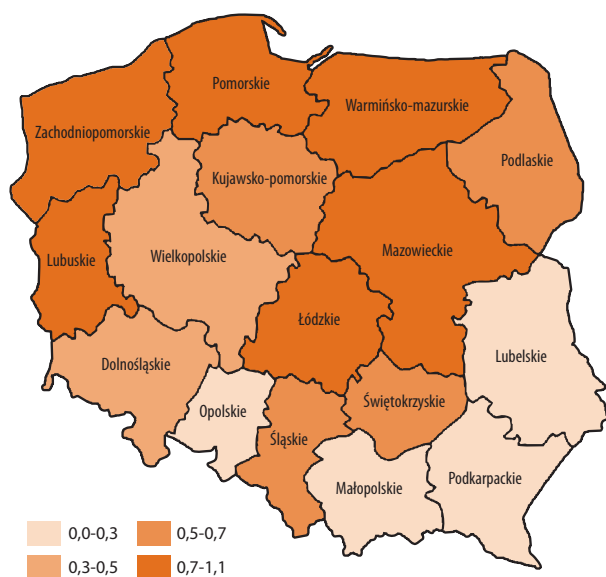 Pomorskie
Warmińsko-mazurskie
Zachodniopomorskie
Podlaskie
Kujawsko-pomorskie
Mazowieckie
Wielkopolskie
Lubuskie
Łódzkie
Lubelskie
Dolnośląskie
Świętokrzyskie
Opolskie
Śląskie
Podkarpackie
Małopolskie
0,0-0,3
0,5-0,7
0,3-0,5
0,7-1,1